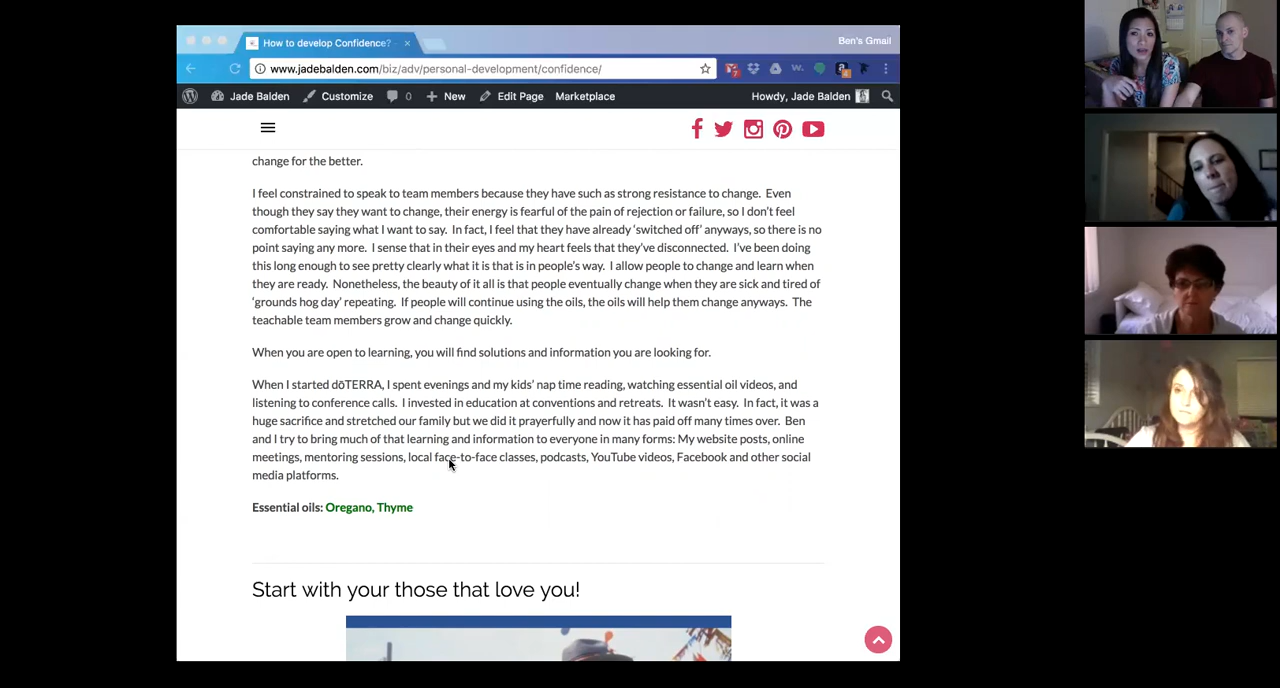 How to develop Confidence?
Ben's Gmail
www.jadebalden.com/biz/adv/personal-development/confidence/
Jade Balden Customize 0 New Edit Page Marketplace Howdy, Jade Balden
change for the better.
I feel constrained to speak to team members because they have such as strong resistance to change. Even
though they say they want to change, their energy is fearful of the pain of rejection or failure, so I don't feel
comfortable saying what I want to say. In fact, I feel that they have already 'switched off' anyways, so there is no
point saying any more. I sense that in their eyes and my heart feels that they've disconnected. I've been doing
this long enough to see pretty clearly what it is that is in people's way. I allow people to change and learn when
they are ready. Nonetheless, the beauty of it all is that people eventually change when they are sick and tired of
'grounds hog day' repeating. If people will continue using the oils, the oils will help them change anyways. The
teachable team members grow and change quickly.
When you are open to learning, you will find solutions and information you are looking for.
When I started dōTERRA, I spent evenings and my kids' nap time reading, watching essential oil videos, and
listening to conference calls. I invested in education at conventions and retreats. It wasn't easy. In fact, it was a
huge sacrifice and stretched our family but we did it prayerfully and now it has paid off many times over. Ben
and I try to bring much of that learning and information to everyone in many forms: My website posts, online
meetings, mentoring sessions, local face-to-face classes, podcasts, YouTube videos, Facebook and other social
media platforms.
Essential oils: Oregano, Thyme
Start with your those that love you!